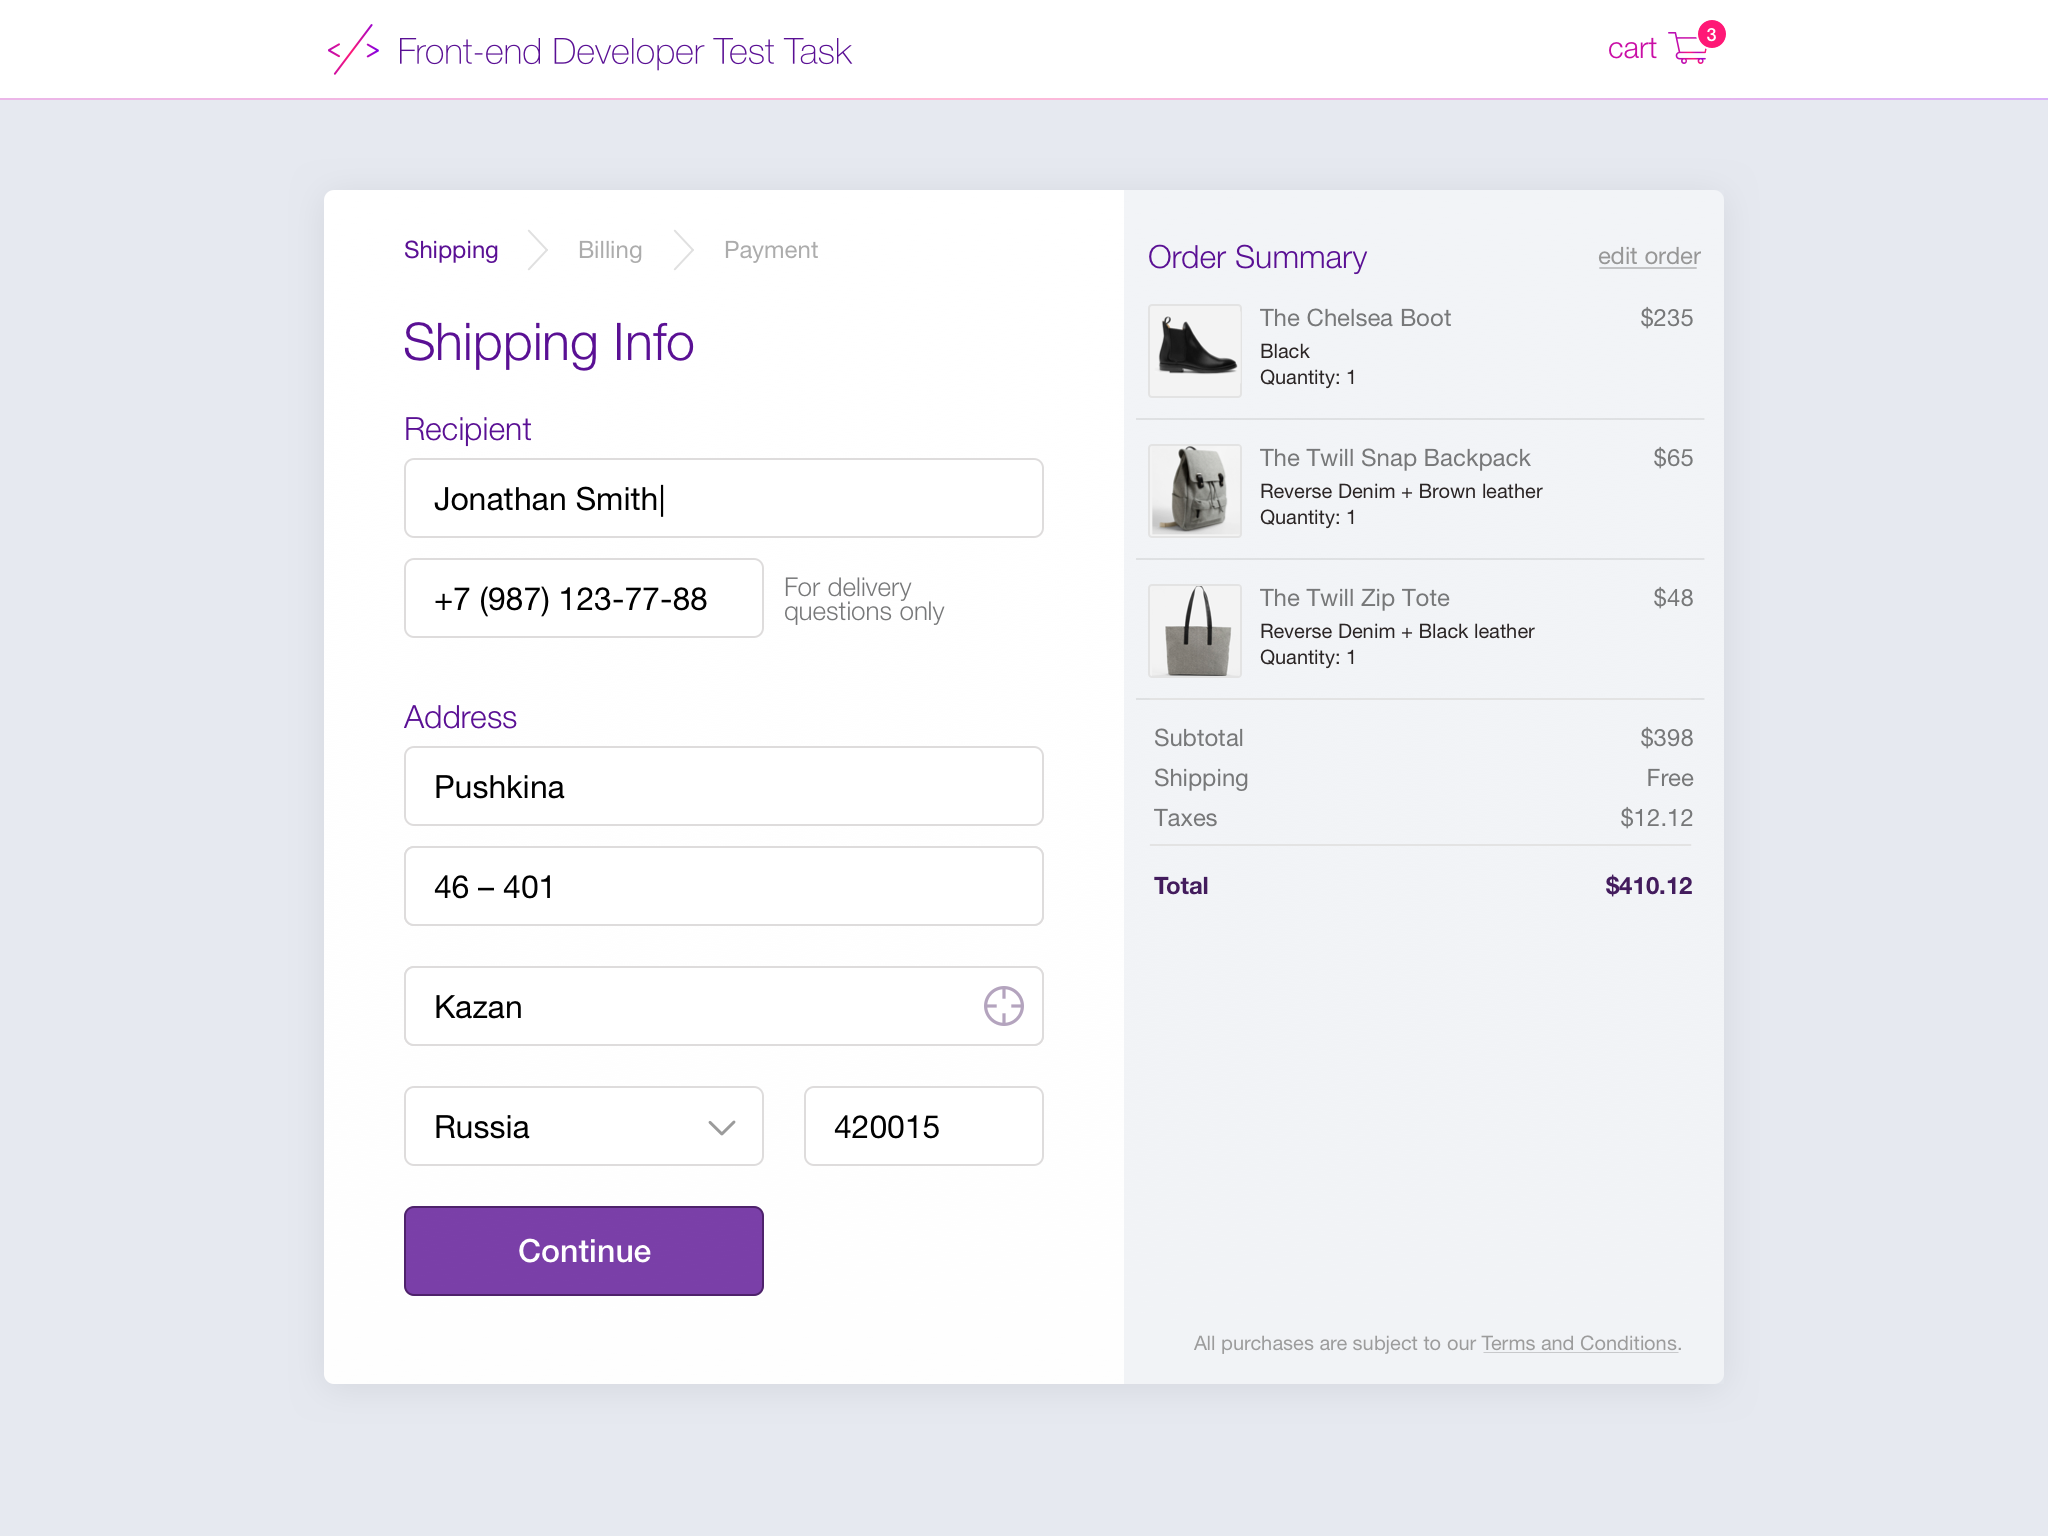 </> Front-end Developer Test Task
cart 3
Shipping
Billing
Payment
Shipping Info
Recipient
Jonathan Smith
+7 (987) 123-77-88
For delivery
questions only
Address
Pushkina
46 – 401
Kazan
Russia
420015
Continue
Order Summary
edit order
The Chelsea Boot
$235
Black
Quantity: 1
The Twill Snap Backpack
$65
Reverse Denim + Brown leather
Quantity: 1
The Twill Zip Tote
$48
Reverse Denim + Black leather
Quantity: 1
Subtotal
$398
Shipping
Free
Taxes
$12.12
Total
$410.12
All purchases are subject to our Terms and Conditions.